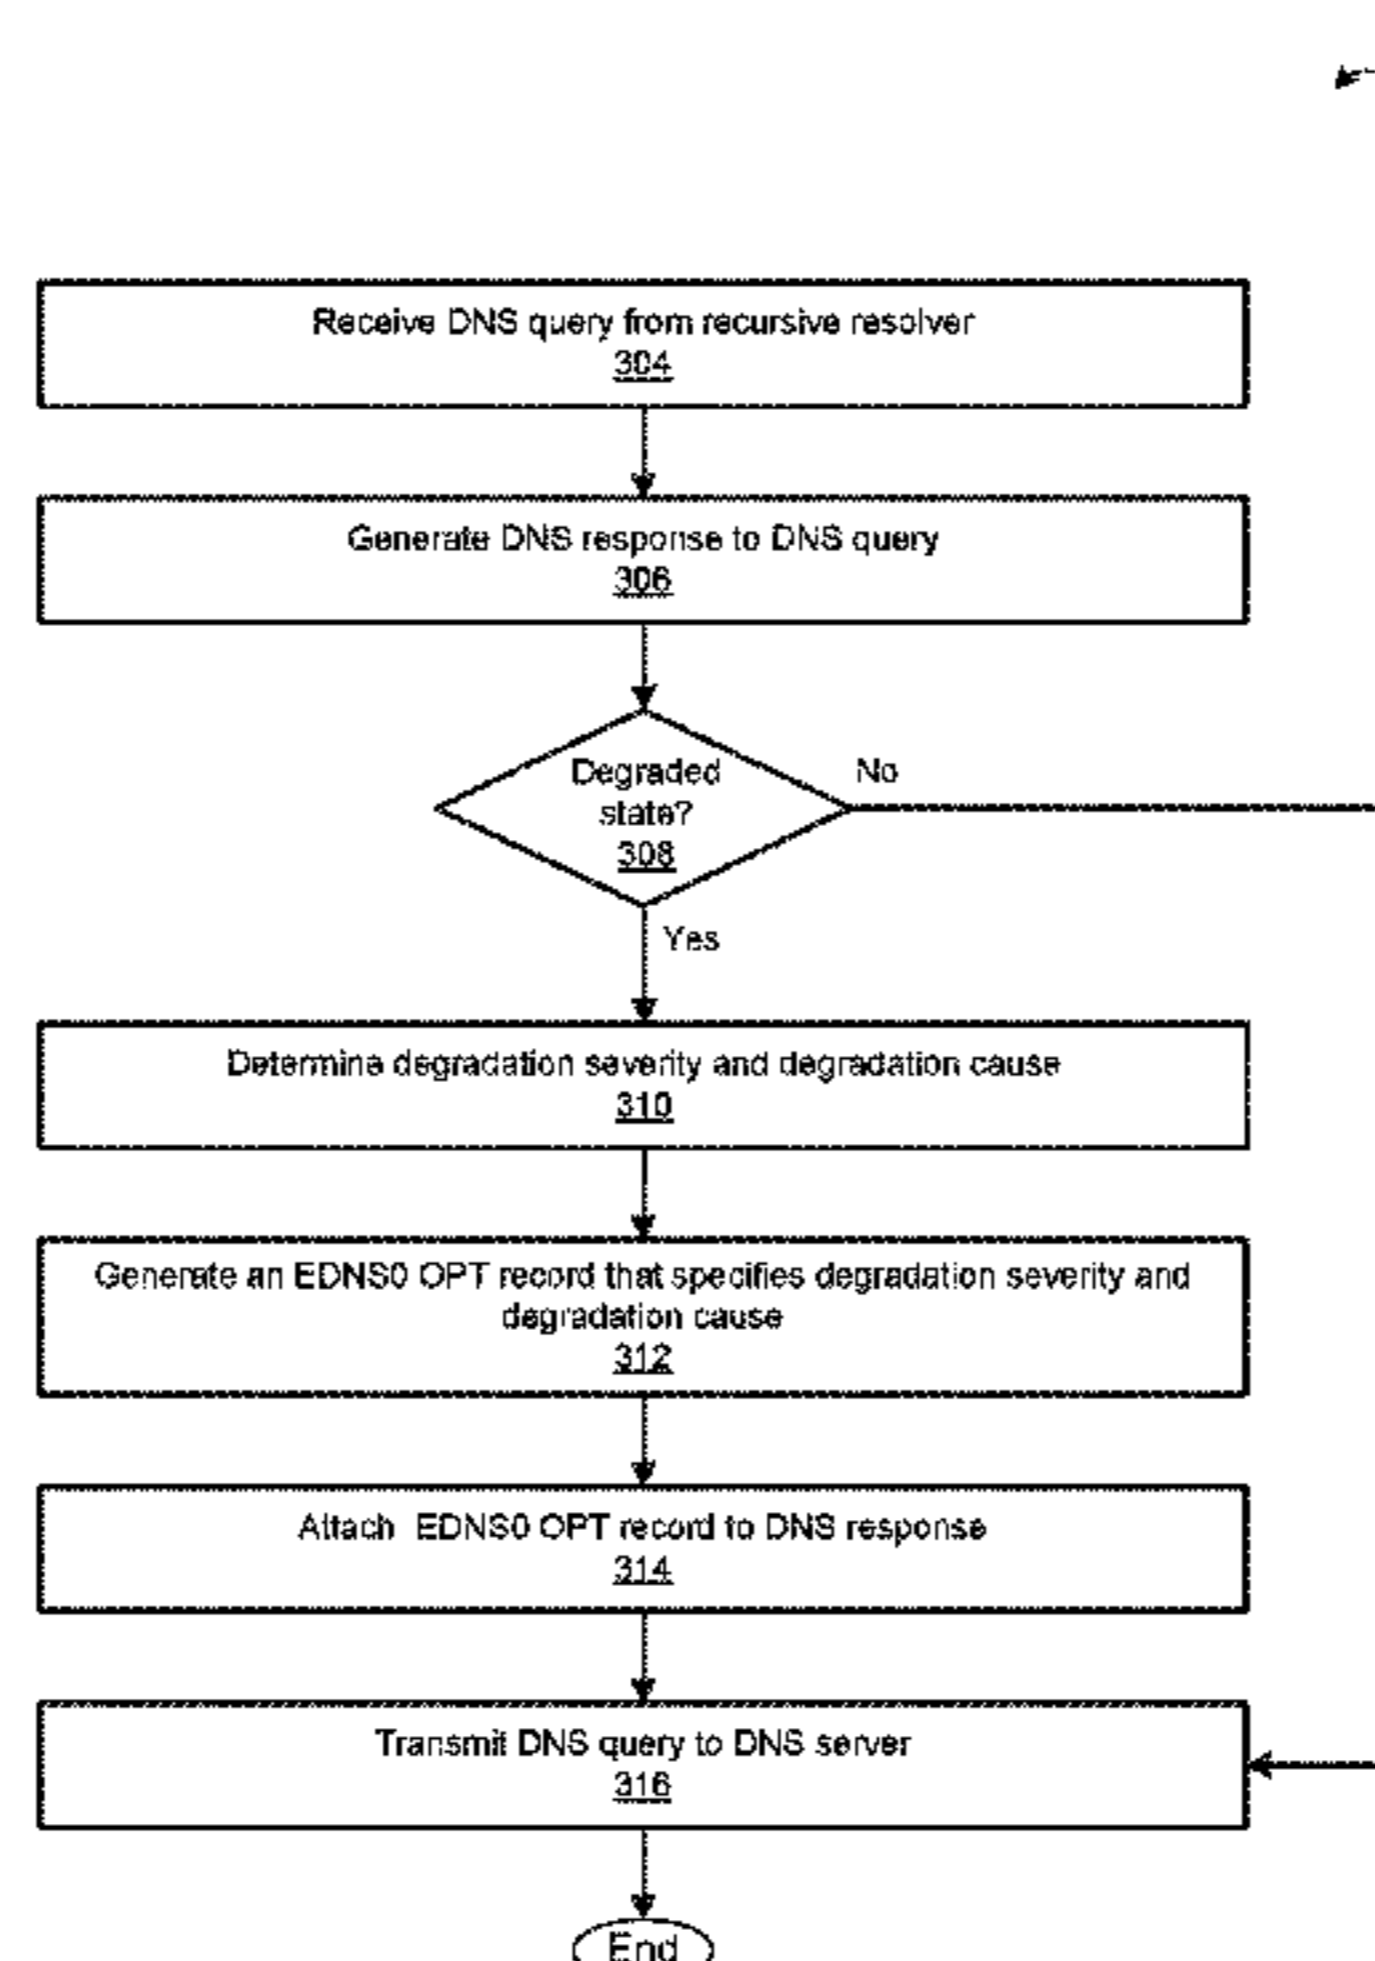 Receive DNS query from recursive resolver
304
Generate DNS response to DNS query
306
Degraded
state?
308
No
Yes
Determine degradation severity and degradation cause
310
Generate an EDNS0 OPT record that specifies degradation severity and
degradation cause
312
Attach EDNS0 OPT record to DNS response
314
Transmit DNS query to DNS server
316
End